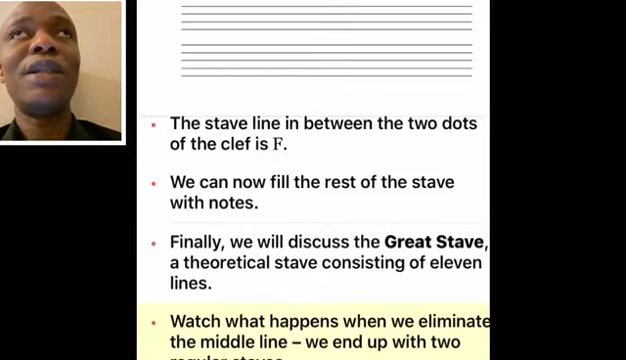 The stave line in between the two dots
of the clef is F.
We can now fill the rest of the stave
with notes.
Finally, we will discuss the Great Stave,
a theoretical stave consisting of eleven
lines.
Watch what happens when we eliminate
the middle line – we end up with two
regular staves